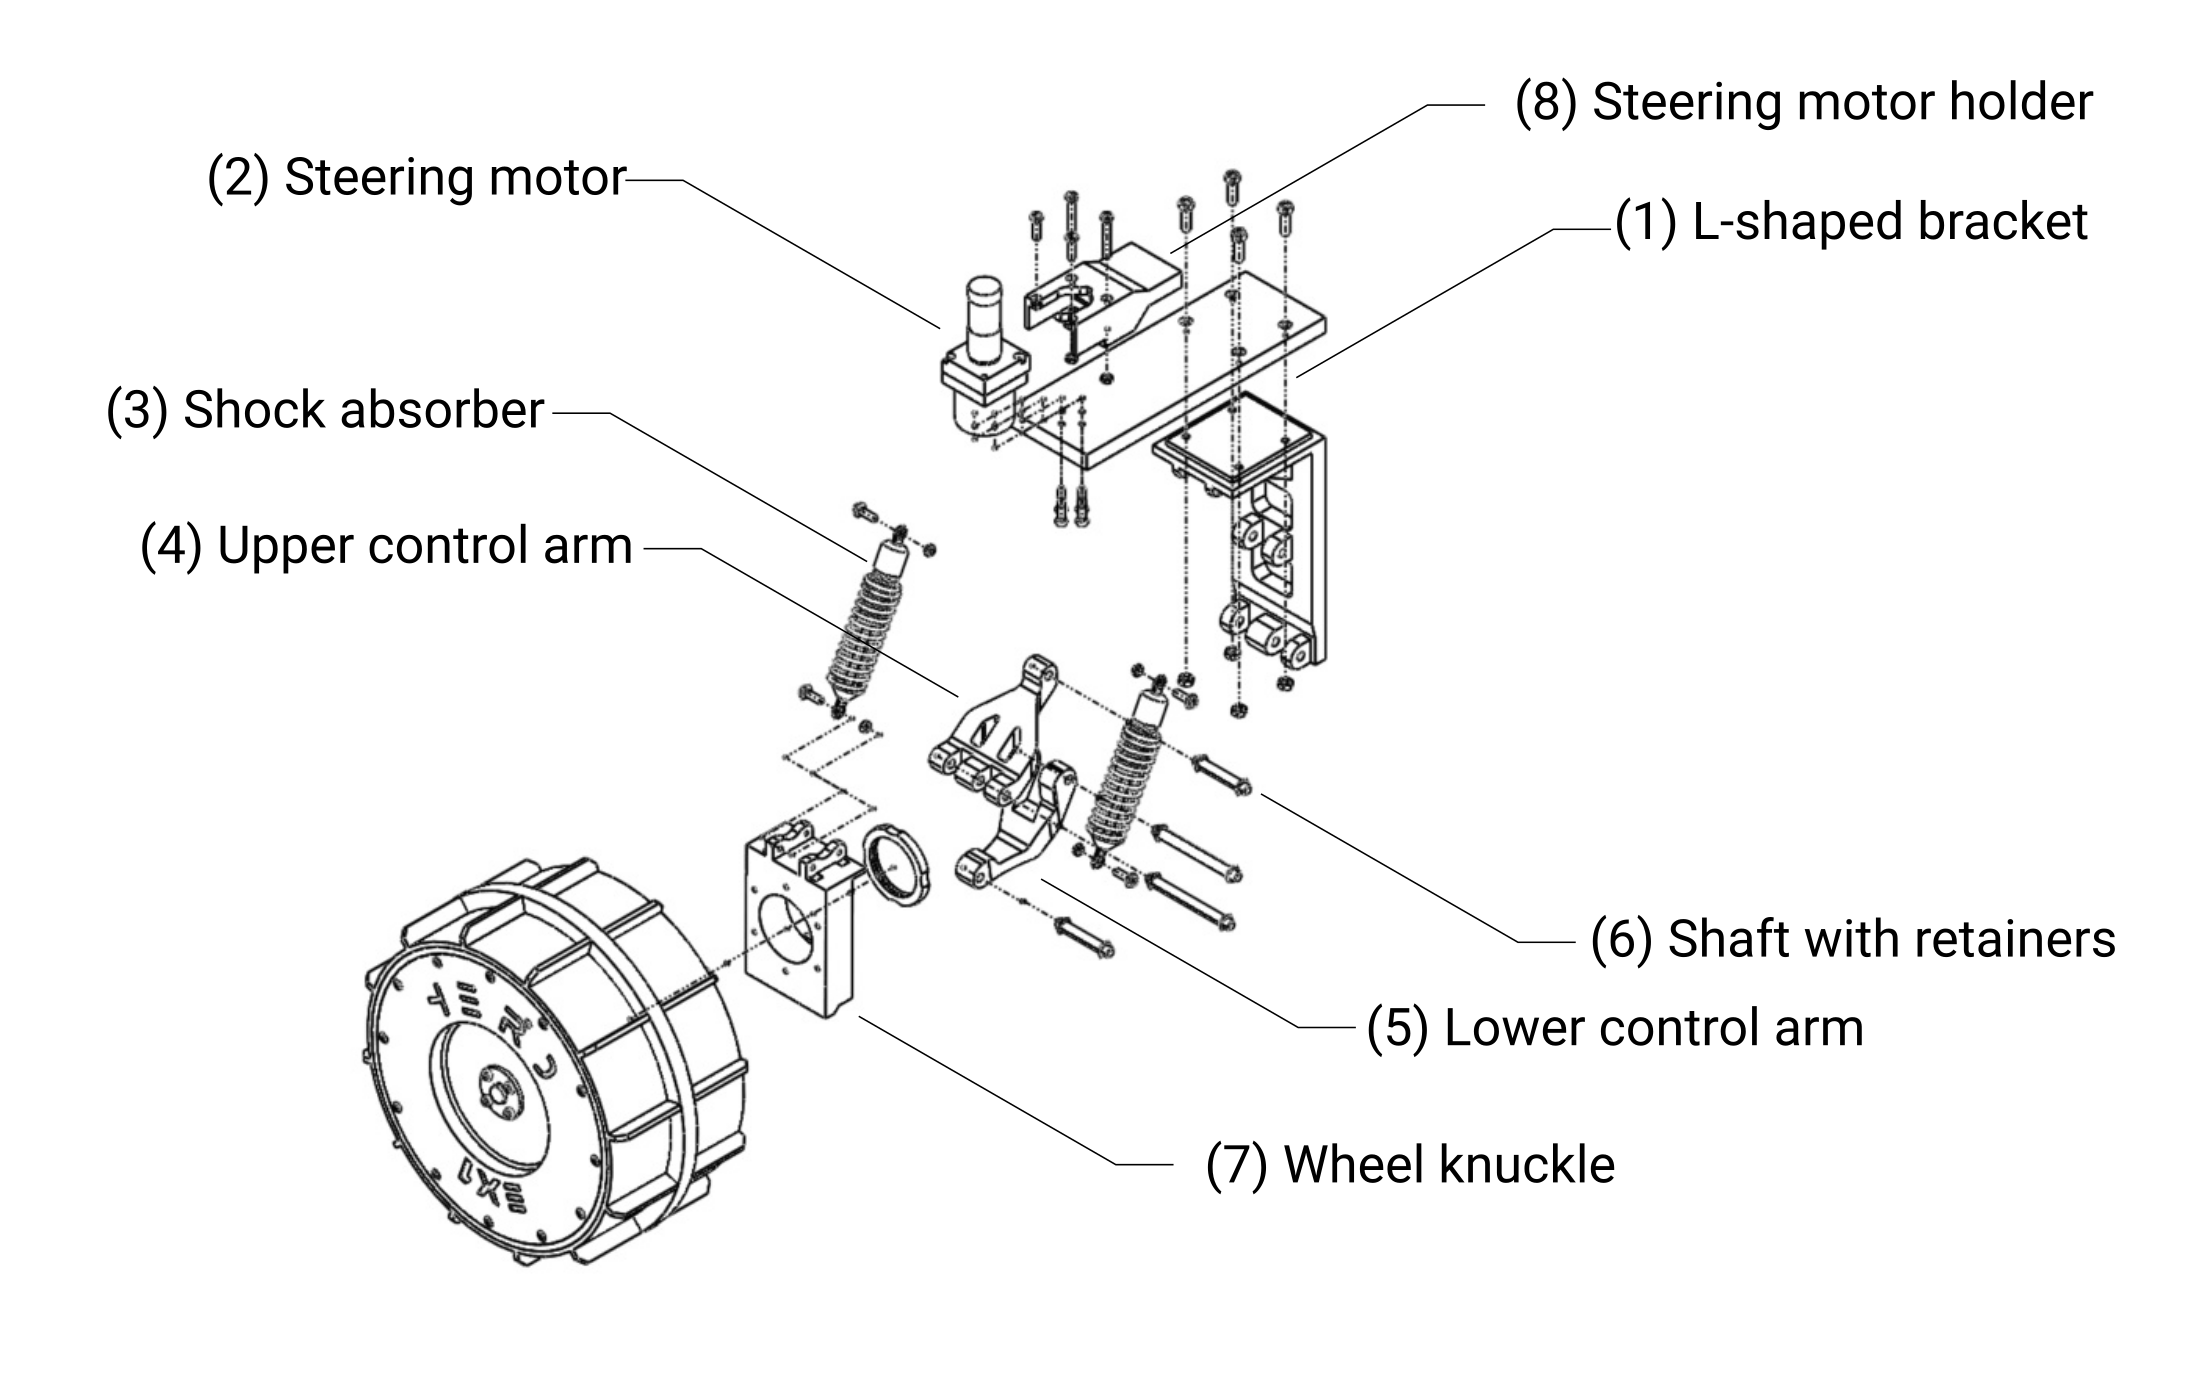 (8) Steering motor holder
(2) Steering motor
(1) L-shaped bracket
(3) Shock absorber
(4) Upper control arm
(6) Shaft with retainers
(5) Lower control arm
(7) Wheel knuckle